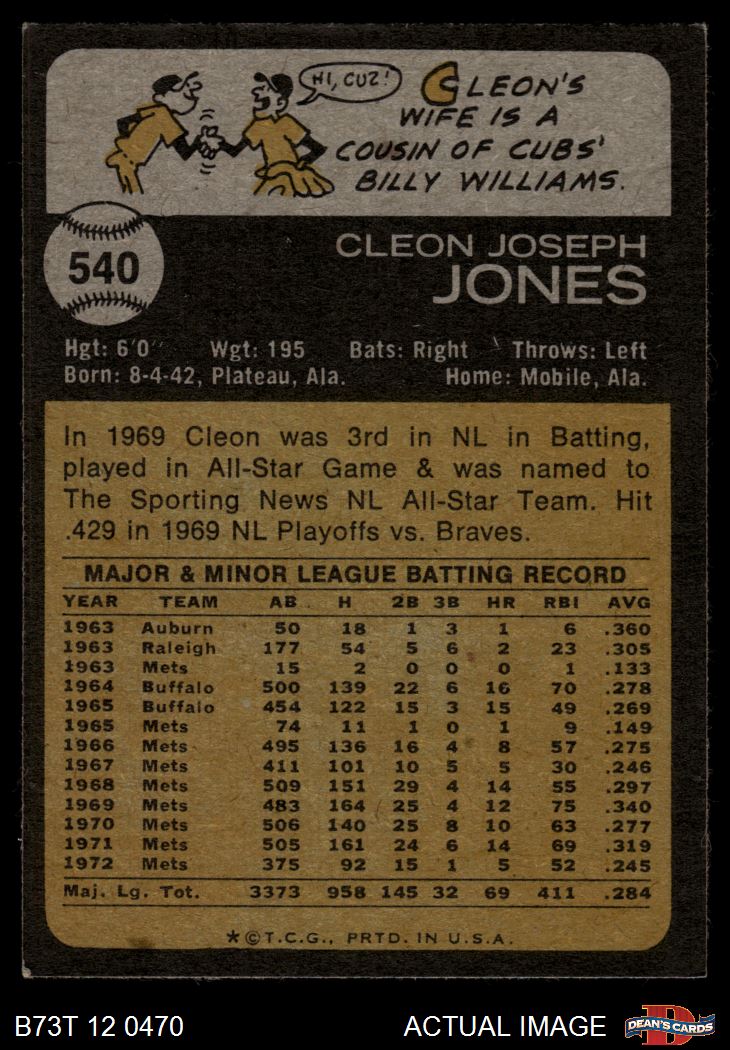 HI, CUZ!
CLEON'S
WIFE IS A
COUSIN OF CUBS'
BILLY WILLIAMS.
540
CLEON JOSEPH
JONES
Hgt: 6'0" Wgt: 195 Bats: Right Throws: Left
Born: 8-4-42, Plateau, Ala. Home: Mobile, Ala.
In 1969 Cleon was 3rd in NL in Batting,
played in All-Star Game & was named to
The Sporting News NL All-Star Team. Hit
.429 in 1969 NL Playoffs vs. Braves.
MAJOR & MINOR LEAGUE BATTING RECORD
YEAR TEAM AB H 2B 3B HR RBI AVG
1963 Auburn 50 18 1 3 1 6 .360
1963 Raleigh 177 54 5 6 2 23 .305
1963 Mets 15 2 0 0 0 1 .133
1964 Buffalo 500 139 22 6 16 70 .278
1965 Buffalo 454 122 15 3 15 49 .269
1965 Mets 74 11 1 0 1 9 .149
1966 Mets 495 136 16 4 8 57 .275
1967 Mets 411 101 10 5 5 30 .246
1968 Mets 509 151 29 4 14 55 .297
1969 Mets 483 164 25 4 12 75 .340
1970 Mets 506 140 25 8 10 63 .277
1971 Mets 505 161 24 6 14 69 .319
1972 Mets 375 92 15 1 5 52 .245
Maj. Lg. Tot. 3373 958 145 32 69 411 .284
*©T.C.G., PRTD. IN U.S.A.
B73T 12 0470 ACTUAL IMAGE
D
DEAN'S CARDS